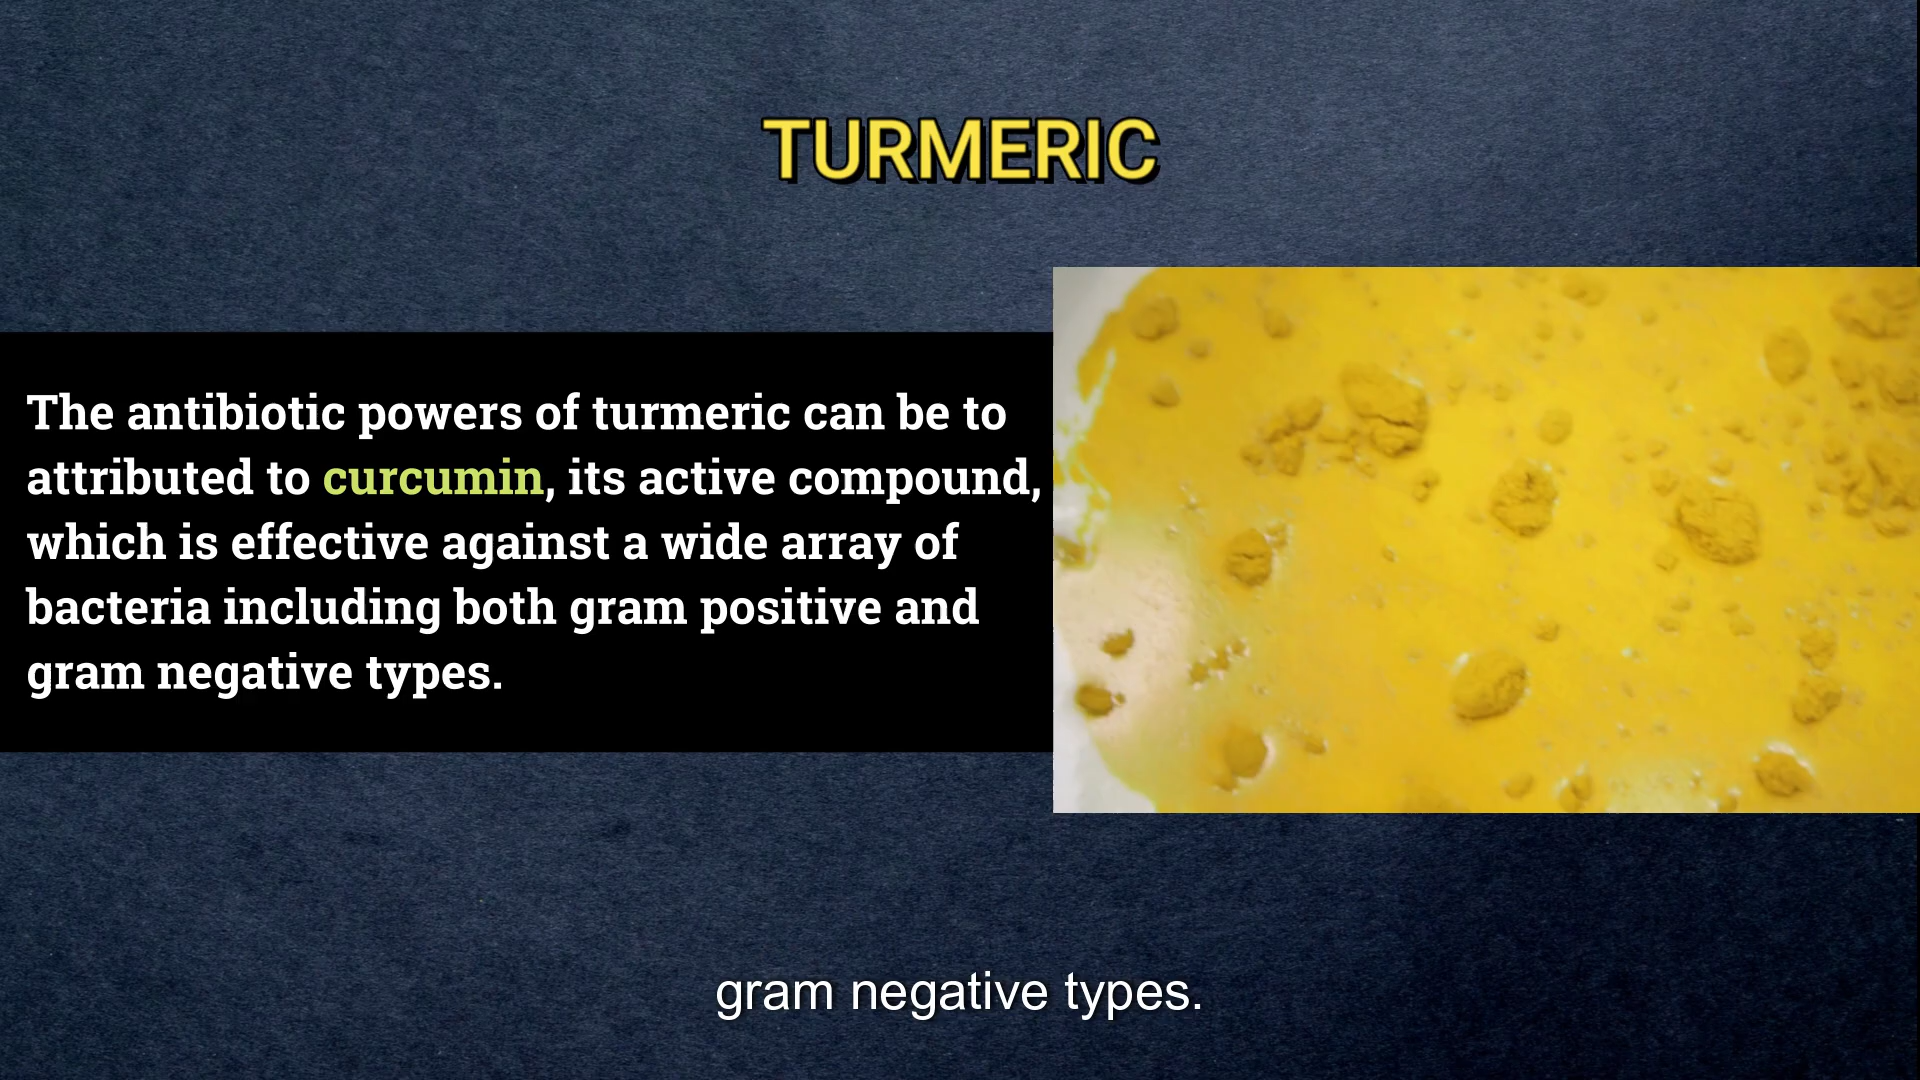 TURMERIC
The antibiotic powers of turmeric can be to
attributed to curcumin, its active compound,
which is effective against a wide array of
bacteria including both gram positive and
gram negative types.
gram negative types.